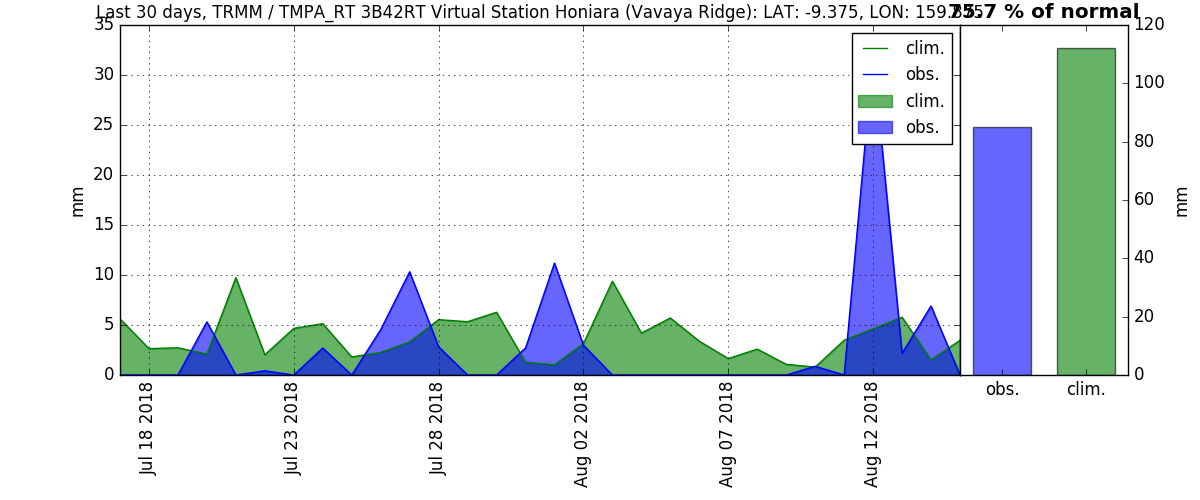 Last 30 days, TRMM / TMPA_RT 3B42RT Virtual Station Honiara (Vavaya Ridge): LAT: -9.375, LON: 159.875
75.7 % of normal
35
30
25
20
15
10
5
0
mm
clim.
obs.
clim.
obs.
120
100
80
60
40
20
0
mm
Jul 18 2018
Jul 23 2018
Jul 28 2018
Aug 02 2018
Aug 07 2018
Aug 12 2018
obs.
clim.